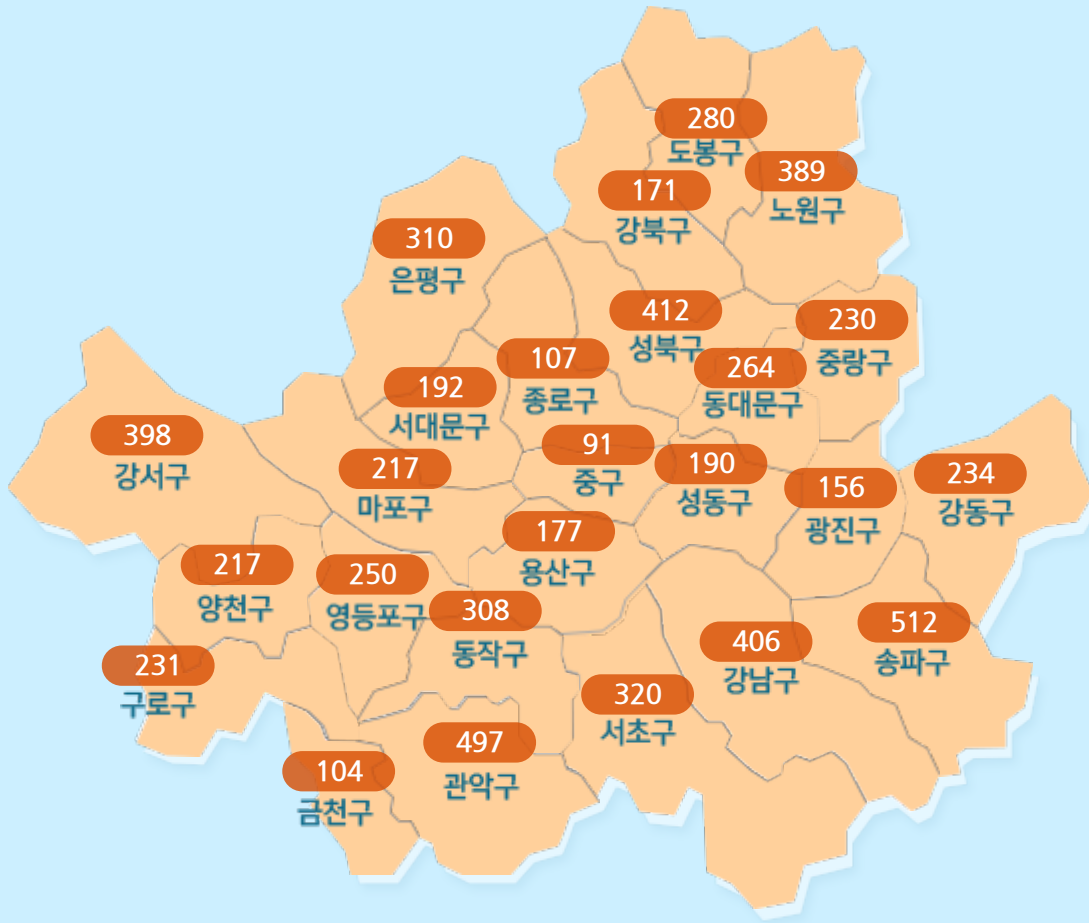 280
도봉구
389
노원구
171
강북구
310
은평구
412
성북구
230
중랑구
107
종로구
264
동대문구
192
서대문구
398
강서구
91
중구
190
성동구
217
마포구
156
광진구
234
강동구
177
용산구
217
양천구
250
영등포구
308
동작구
512
송파구
406
강남구
231
구로구
320
서초구
497
관악구
104
금천구